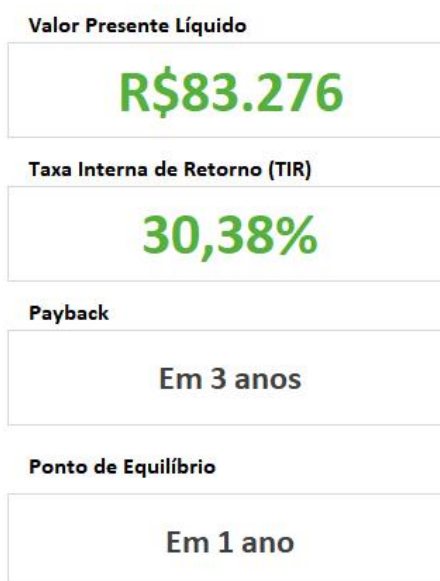 Valor Presente Líquido
R$83.276
Taxa Interna de Retorno (TIR)
30,38%
Payback
Em 3 anos
Ponto de Equilíbrio
Em 1 ano